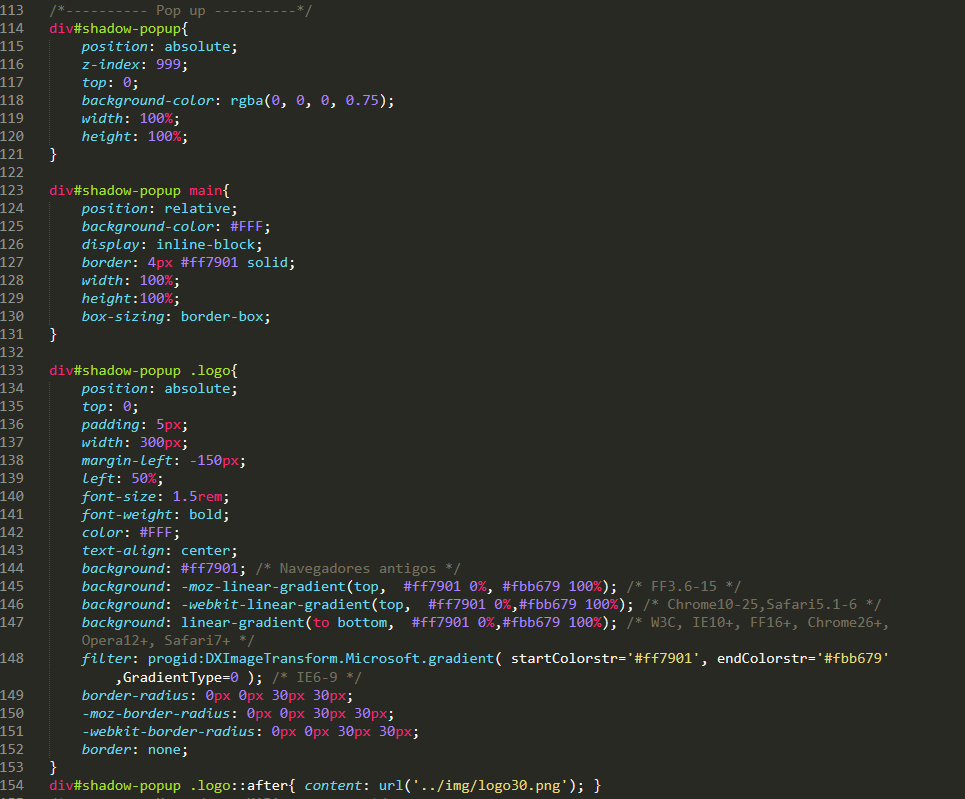 113 /*---------- Pop up ----------*/
114 div#shadow-popup{
115 position: absolute;
116 z-index: 999;
117 top: 0;
118 background-color: rgba(0, 0, 0, 0.75);
119 width: 100%;
120 height: 100%;
121 }
122
123 div#shadow-popup main{
124 position: relative;
125 background-color: #FFF;
126 display: inline-block;
127 border: 4px #ff7901 solid;
128 width: 100%;
129 height:100%;
130 box-sizing: border-box;
131 }
132
133 div#shadow-popup .logo{
134 position: absolute;
135 top: 0;
136 padding: 5px;
137 width: 300px;
138 margin-left: -150px;
139 left: 50%;
140 font-size: 1.5rem;
141 font-weight: bold;
142 color: #FFF;
143 text-align: center;
144 background: #ff7901; /* Navegadores antigos */
145 background: -moz-linear-gradient(top,  #ff7901 0%, #fbb679 100%); /* FF3.6-15 */
146 background: -webkit-linear-gradient(top,  #ff7901 0%,#fbb679 100%); /* Chrome10-25,Safari5.1-6 */
147 background: linear-gradient(to bottom,  #ff7901 0%,#fbb679 100%); /* W3C, IE10+, FF16+, Chrome26+,
Opera12+, Safari7+ */
148 filter: progid:DXImageTransform.Microsoft.gradient( startColorstr='#ff7901', endColorstr='#fbb679'
,GradientType=0 ); /* IE6-9 */
149 border-radius: 0px 0px 30px 30px;
150 -moz-border-radius: 0px 0px 30px 30px;
151 -webkit-border-radius: 0px 0px 30px 30px;
152 border: none;
153 }
154 div#shadow-popup .logo::after{ content: url('../img/logo30.png'); }